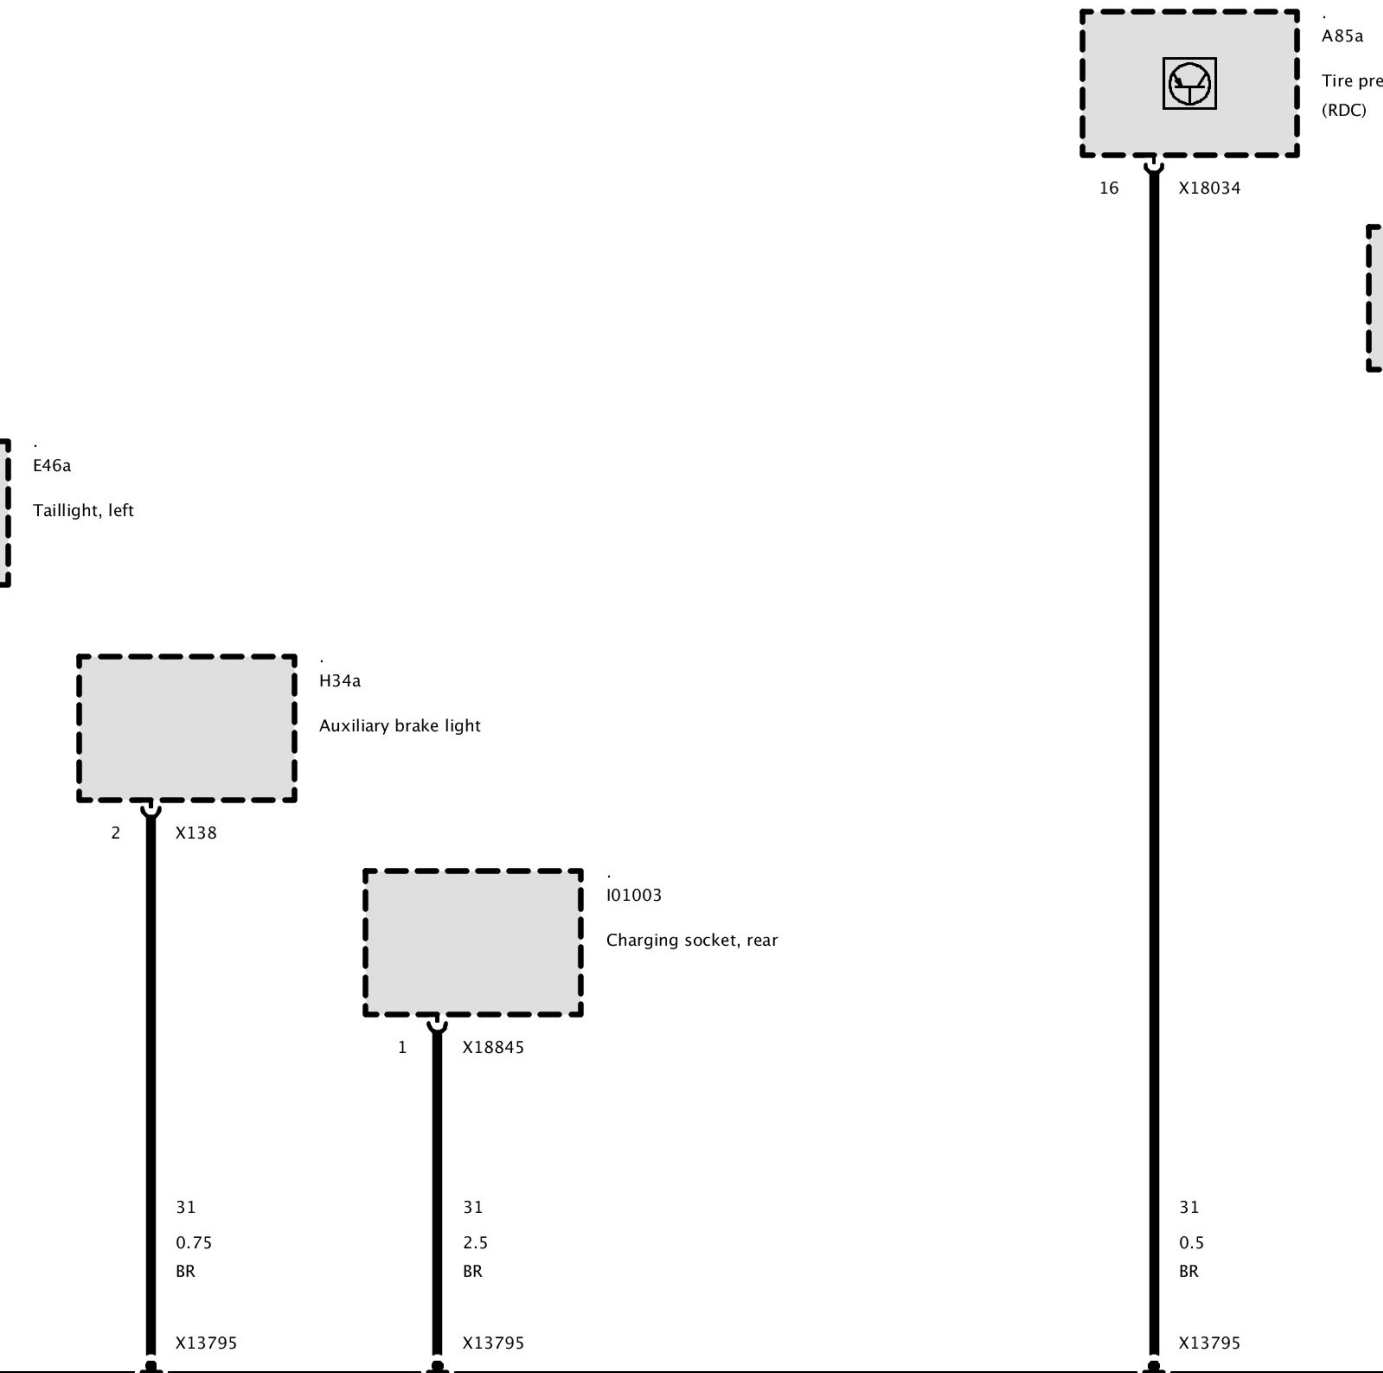 .
A85a
Tire pre
(RDC)
16
X18034
.
E46a
Taillight, left
.
H34a
Auxiliary brake light
2
X138
.
I01003
Charging socket, rear
1
X18845
31
0.75
BR
X13795
31
2.5
BR
X13795
31
0.5
BR
X13795